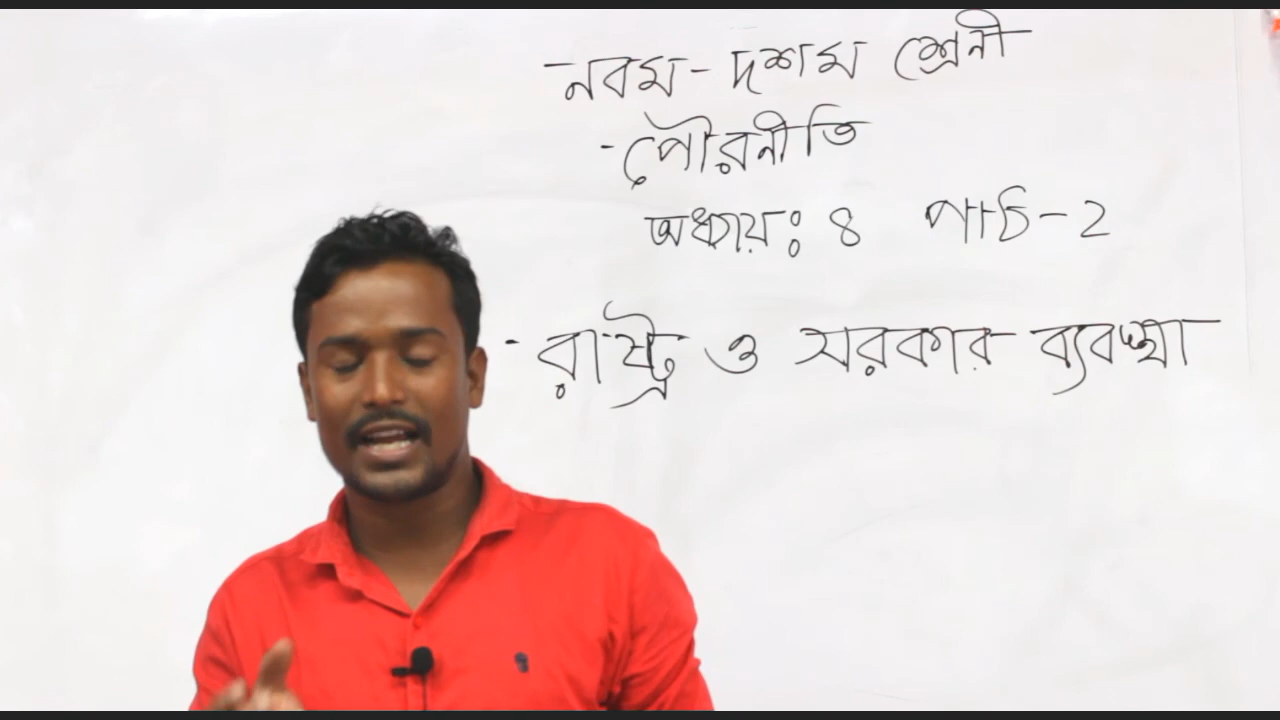 নবম - দশম শ্রেনী
- পৌরনীতি
অধ্যায়ঃ ৪ পাঠ - 2
· রাষ্ট্র ও সরকার ব্যবস্থা